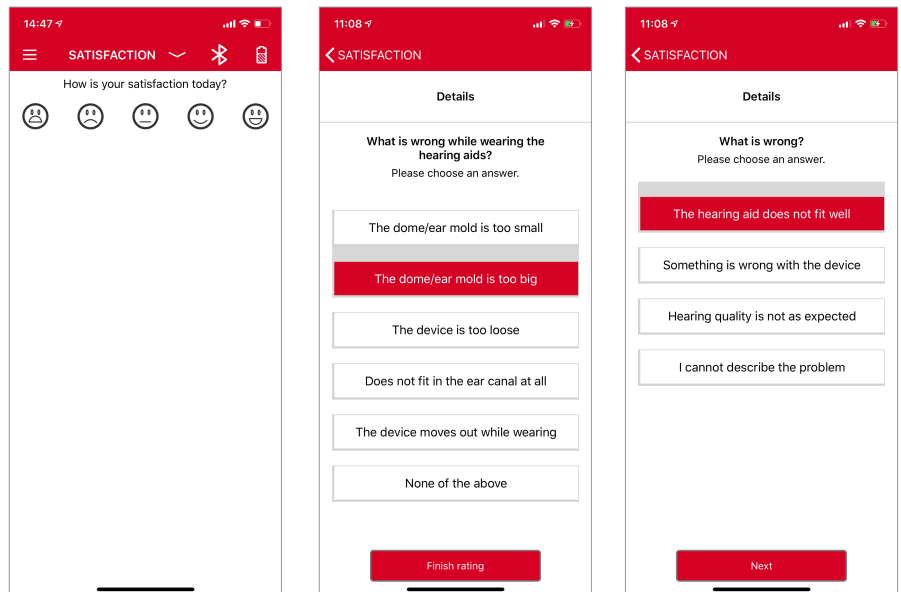 14:47
SATISFACTION
How is your satisfaction today?
11:08
SATISFACTION
Details
What is wrong while wearing the
hearing aids?
Please choose an answer.
The dome/ear mold is too small
The dome/ear mold is too big
The device is too loose
Does not fit in the ear canal at all
The device moves out while wearing
None of the above
Finish rating
11:08
SATISFACTION
Details
What is wrong?
Please choose an answer.
The hearing aid does not fit well
Something is wrong with the device
Hearing quality is not as expected
I cannot describe the problem
Next